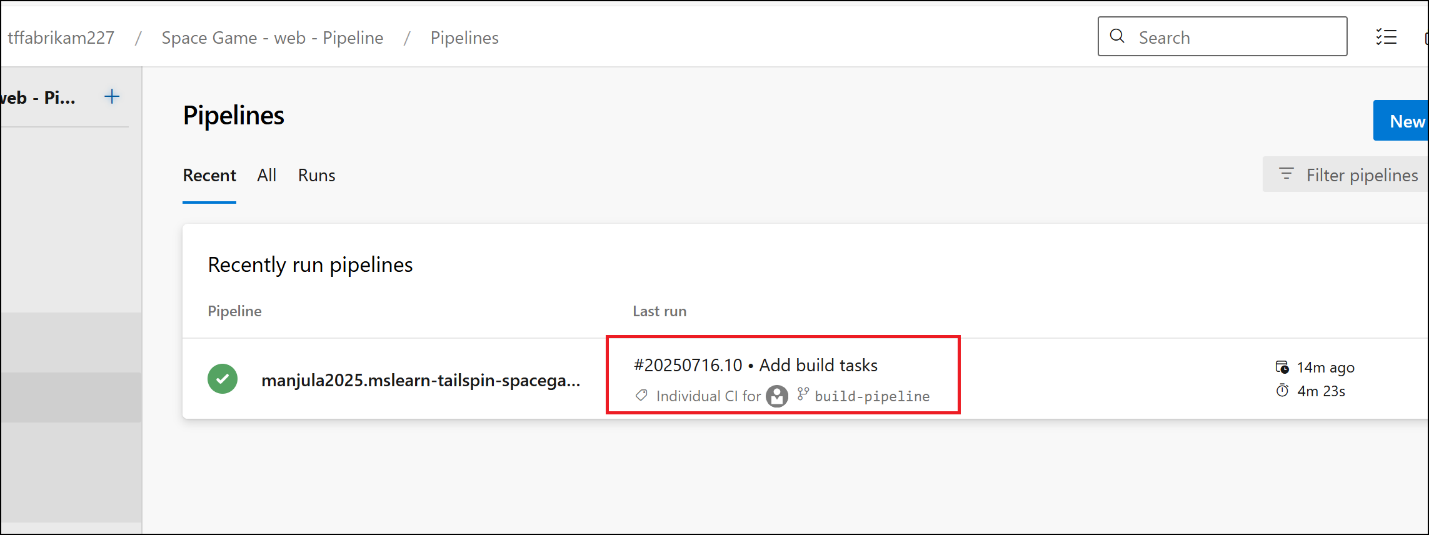 tffabrikam227 / Space Game - web - Pipeline / Pipelines
Search
web - Pi...
Pipelines
New
Recent All Runs
Filter pipelines
Recently run pipelines
Pipeline Last run
#20250716.10 • Add build tasks
14m ago
manjula2025.mslearn-tailspin-spacega...
Individual CI for build-pipeline
4m 23s